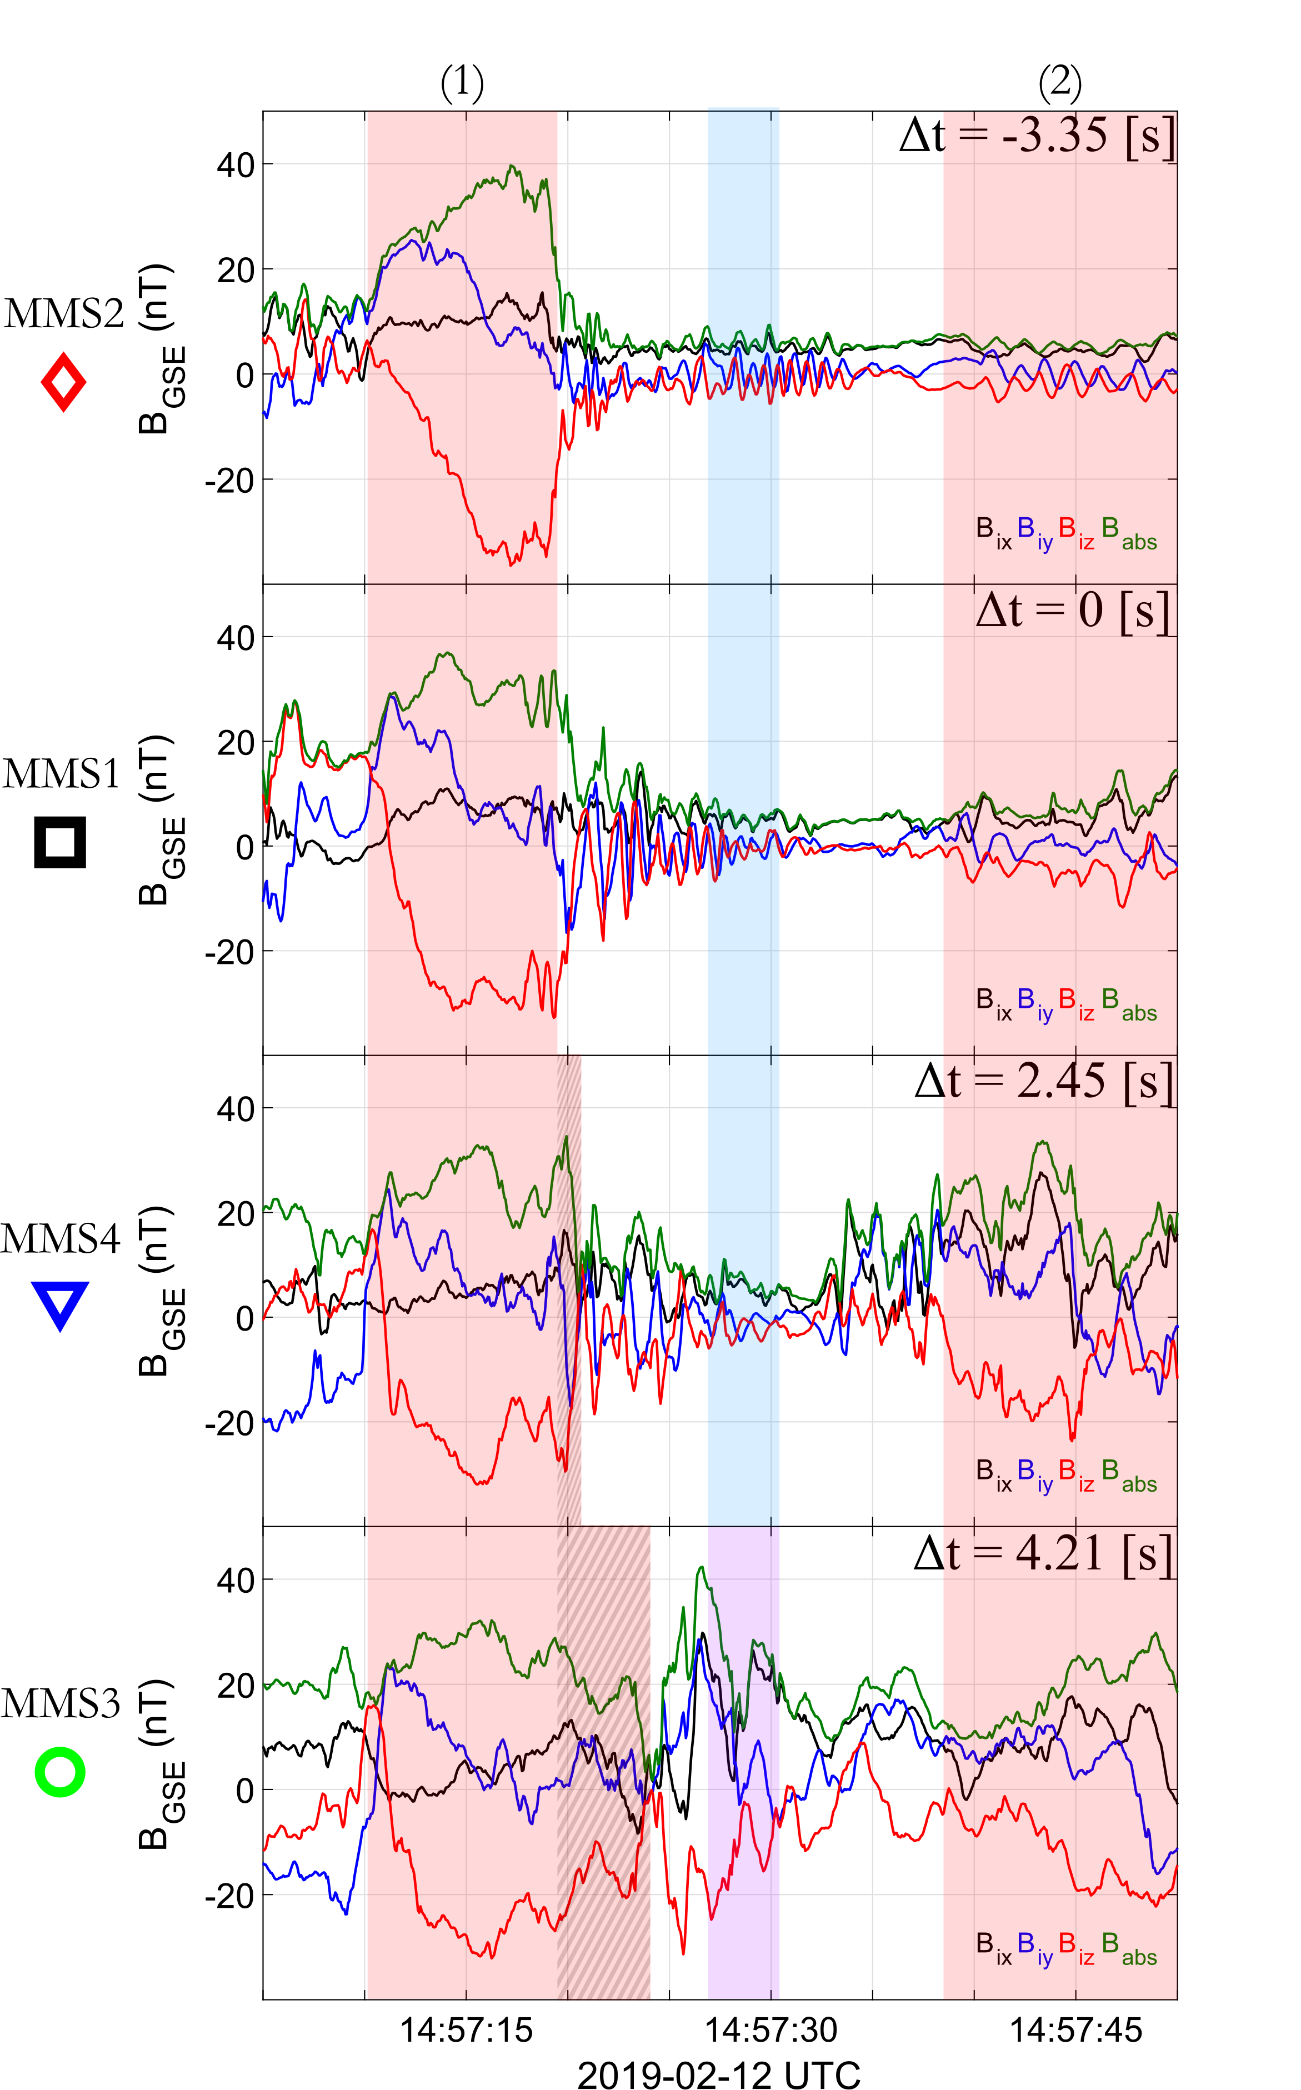 (1) (2)
Δt = -3.35 [s]
MMS2
B_GSE (nT)
40
20
0
-20
B_ix B_iy B_iz B_abs
Δt = 0 [s]
MMS1
B_GSE (nT)
40
20
0
-20
B_ix B_iy B_iz B_abs
Δt = 2.45 [s]
MMS4
B_GSE (nT)
40
20
0
-20
B_ix B_iy B_iz B_abs
Δt = 4.21 [s]
MMS3
B_GSE (nT)
40
20
0
-20
B_ix B_iy B_iz B_abs
14:57:15 14:57:30 14:57:45
2019-02-12 UTC